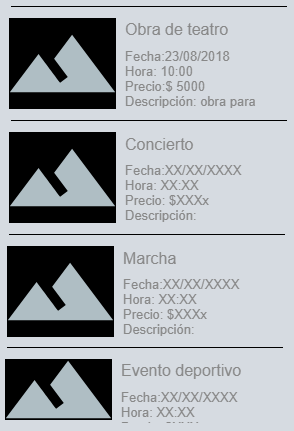 Obra de teatro
Fecha:23/08/2018
Hora: 10:00
Precio:$ 5000
Descripción: obra para
Concierto
Fecha:XX/XX/XXXX
Hora: XX:XX
Precio: $XXXx
Descripción:
Marcha
Fecha:XX/XX/XXXX
Hora: XX:XX
Precio: $XXXx
Descripción:
Evento deportivo
Fecha:XX/XX/XXXX
Hora: XX:XX